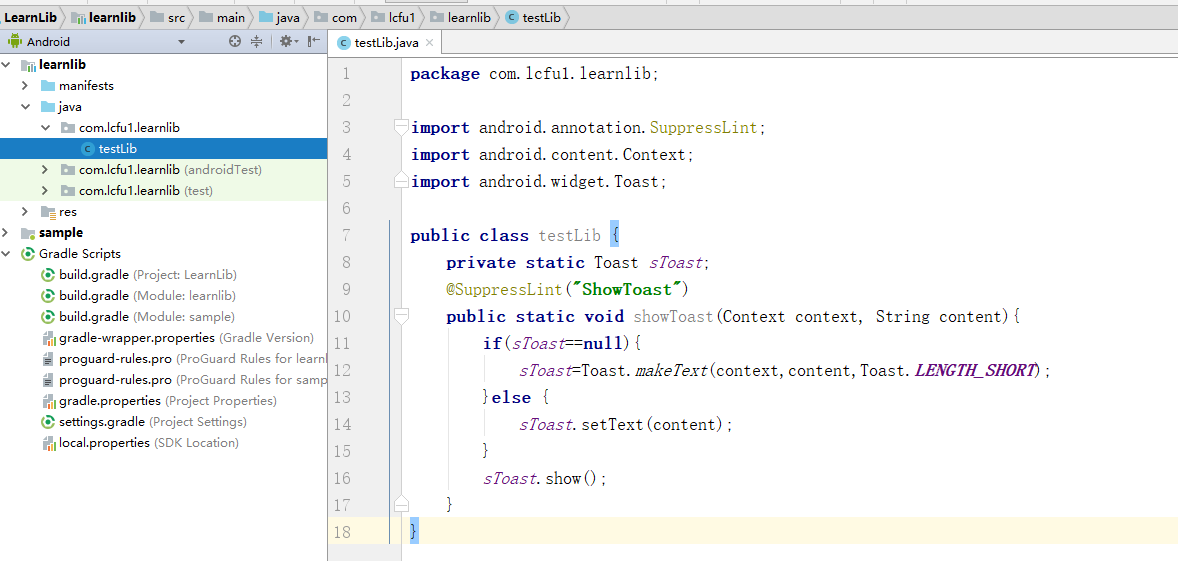 LearnLib learnlib src main java com lcfu1 learnlib testLib
Android
testLib.java
learnlib
manifests
java
com.lcfu1.learnlib
testLib
com.lcfu1.learnlib (androidTest)
com.lcfu1.learnlib (test)
res
sample
Gradle Scripts
build.gradle (Project: LearnLib)
build.gradle (Module: learnlib)
build.gradle (Module: sample)
gradle-wrapper.properties (Gradle Version)
proguard-rules.pro (ProGuard Rules for learnl
proguard-rules.pro (ProGuard Rules for samp
gradle.properties (Project Properties)
settings.gradle (Project Settings)
local.properties (SDK Location)
1 package com.lcfu1.learnlib;
2
3 import android.annotation.SuppressLint;
4 import android.content.Context;
5 import android.widget.Toast;
6
7 public class testLib {
8 private static Toast sToast;
9 @SuppressLint("ShowToast")
10 public static void showToast(Context context, String content){
11 if(sToast==null){
12 sToast=Toast.makeText(context,content,Toast.LENGTH_SHORT);
13 }else {
14 sToast.setText(content);
15 }
16 sToast.show();
17 }
18 }